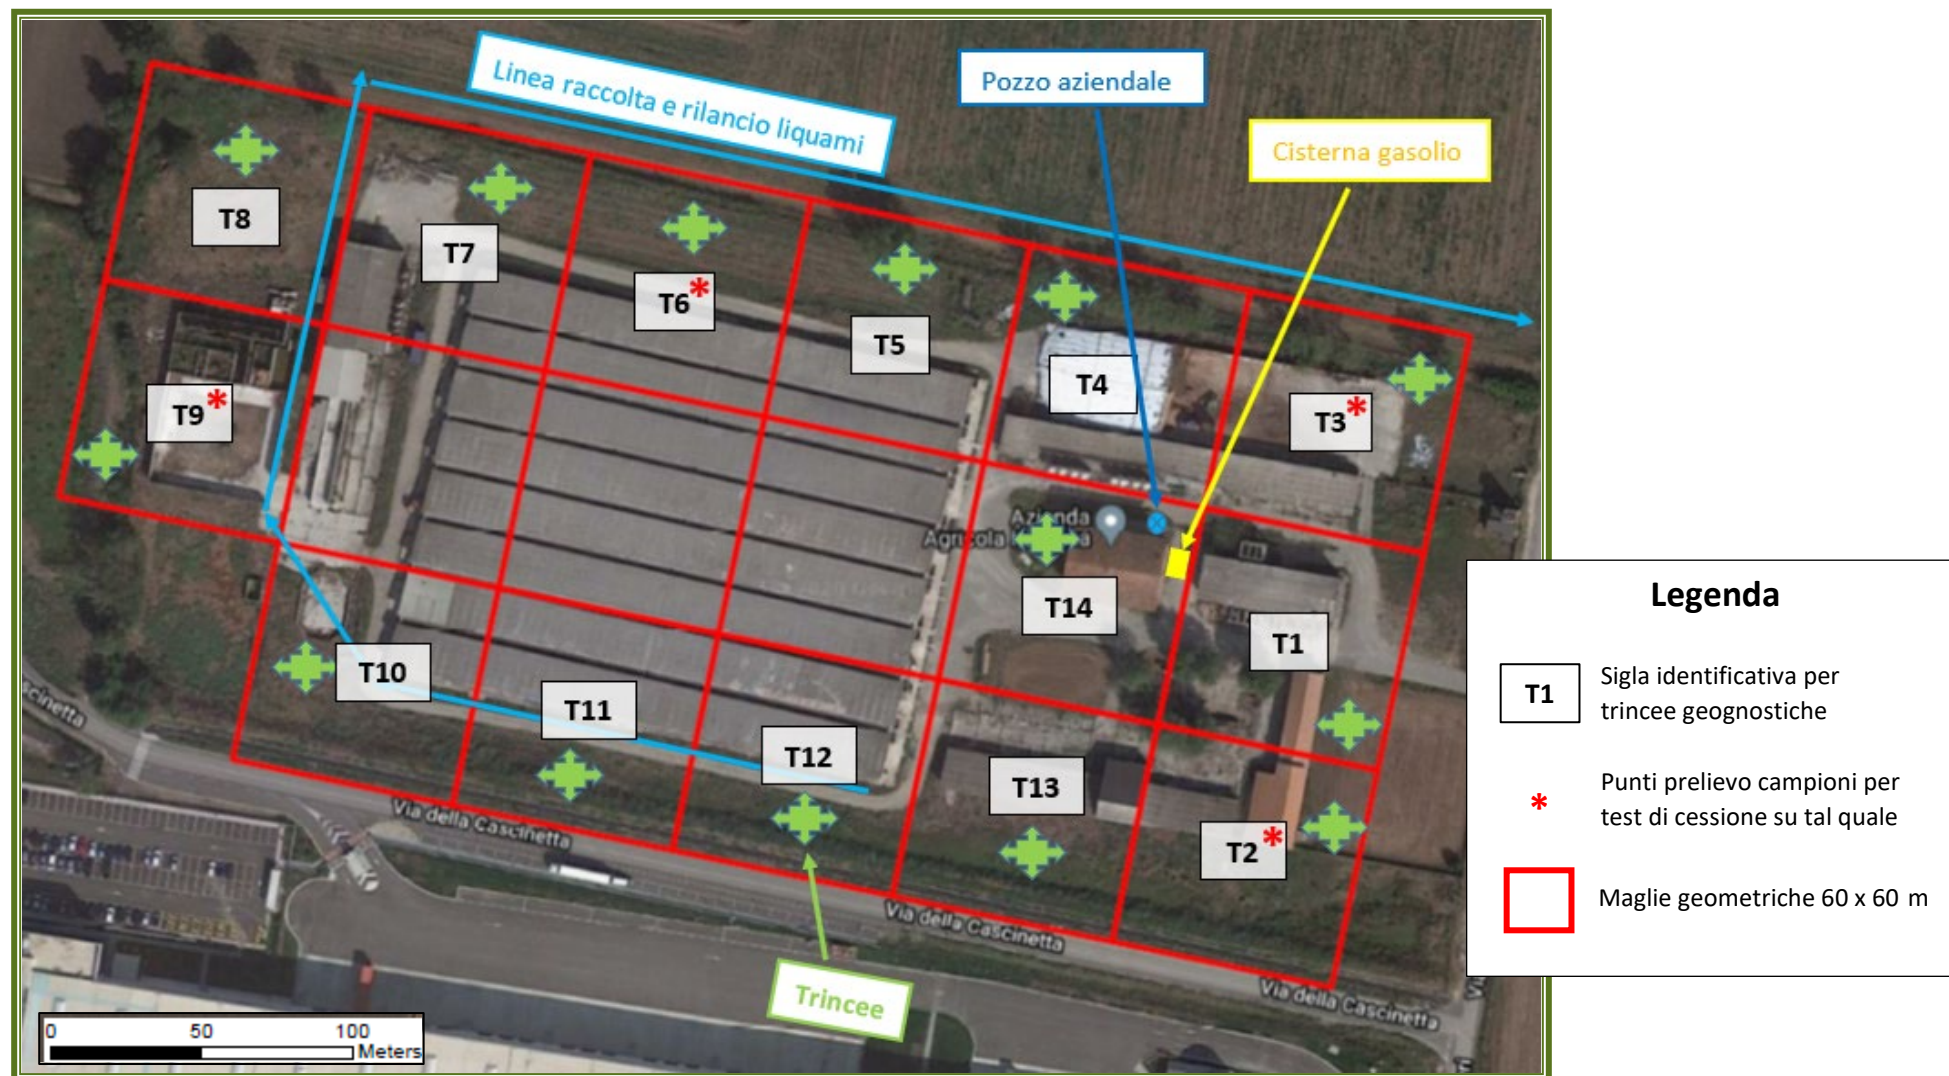 Linea raccolta e rilancio liquami
Pozzo aziendale
Cisterna gasolio
T8
T7
T6*
T5
T4
T3*
T9*
Azienda
T14
T1
T10
T11
T12
T13
T2*
Via della Cascinetta
Via della Cascinetta
Via della Cascinetta
Trincee
0 50 100
Meters
Legenda
T1
Sigla identificativa per
trincee geognostiche
*
Punti prelievo campioni per
test di cessione su tal quale
Maglie geometriche 60 x 60 m